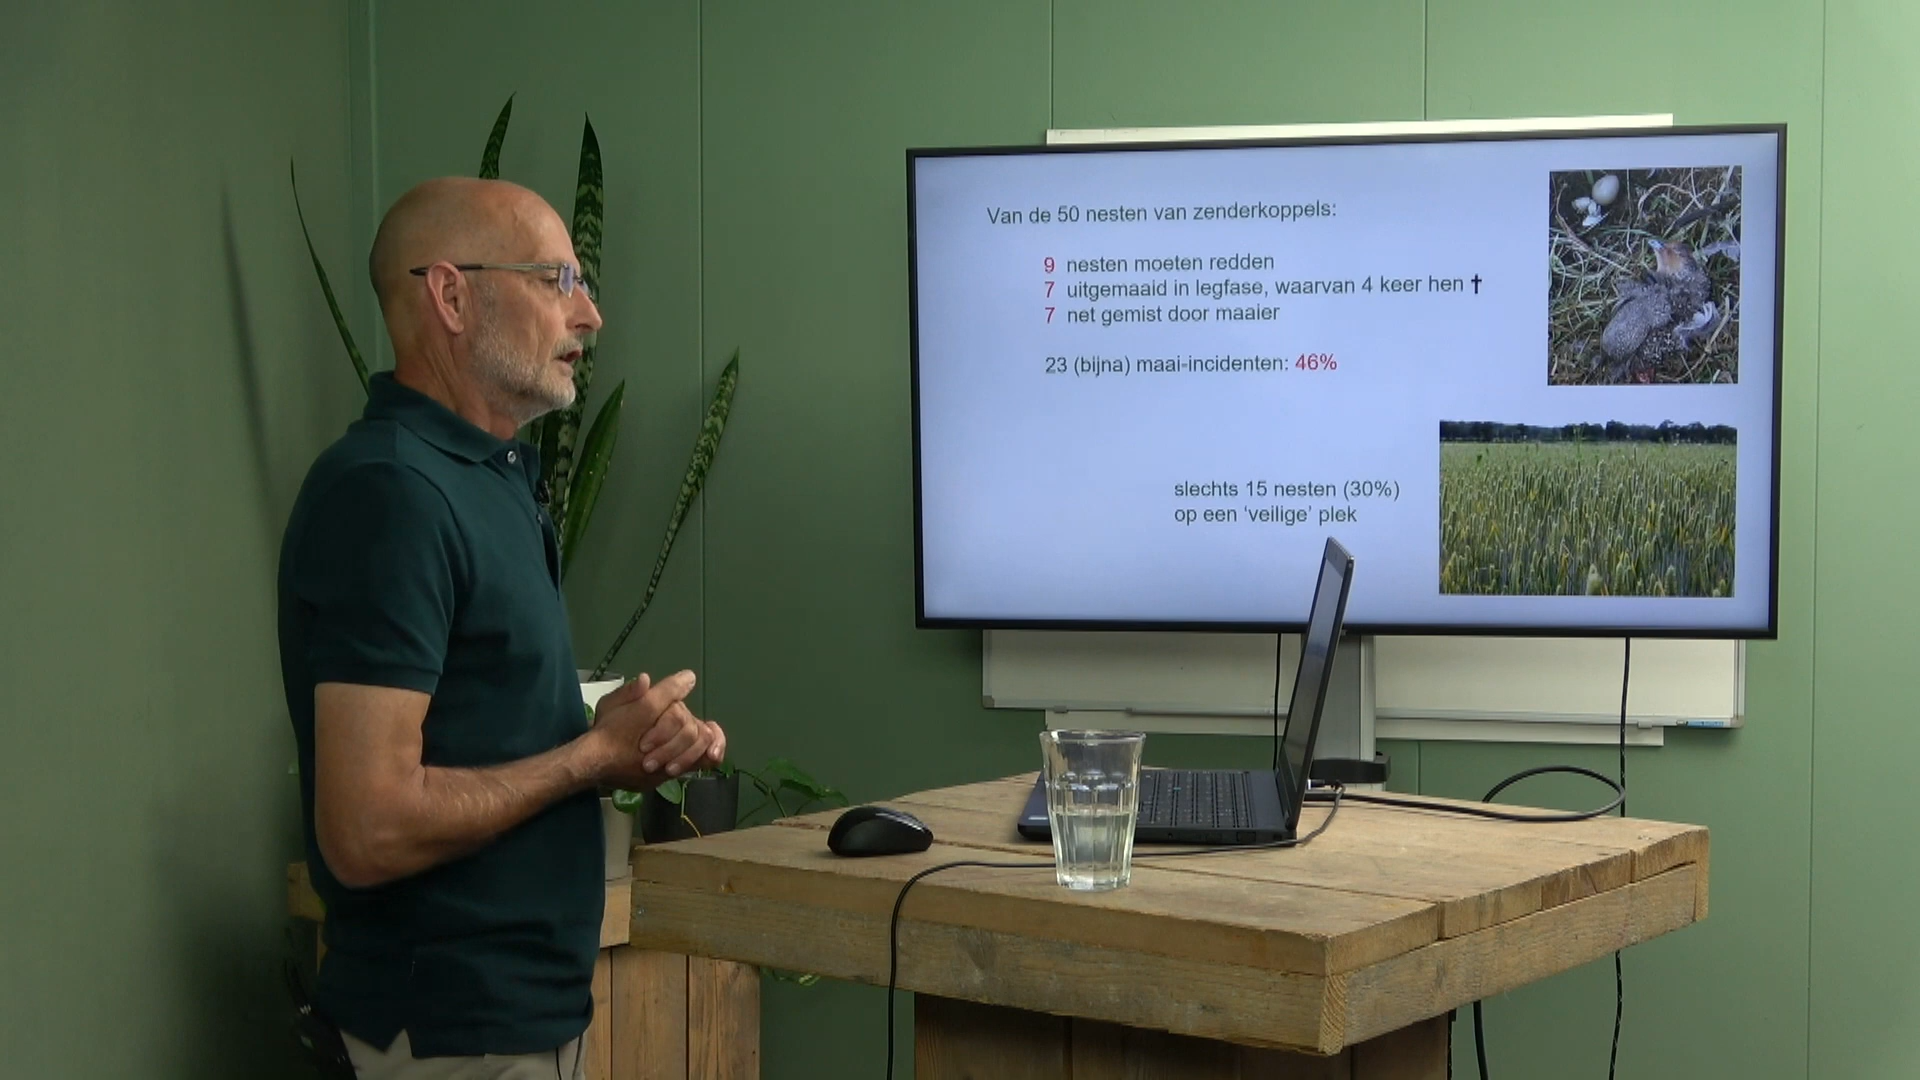 Van de 50 nesten van zenderkoppels:
9 nesten moeten redden
7 uitgemaaid in legfase, waarvan 4 keer hen ✝
7 net gemist door maaier
23 (bijna) maai-incidenten: 46%
slechts 15 nesten (30%)
op een ‘veilige’ plek